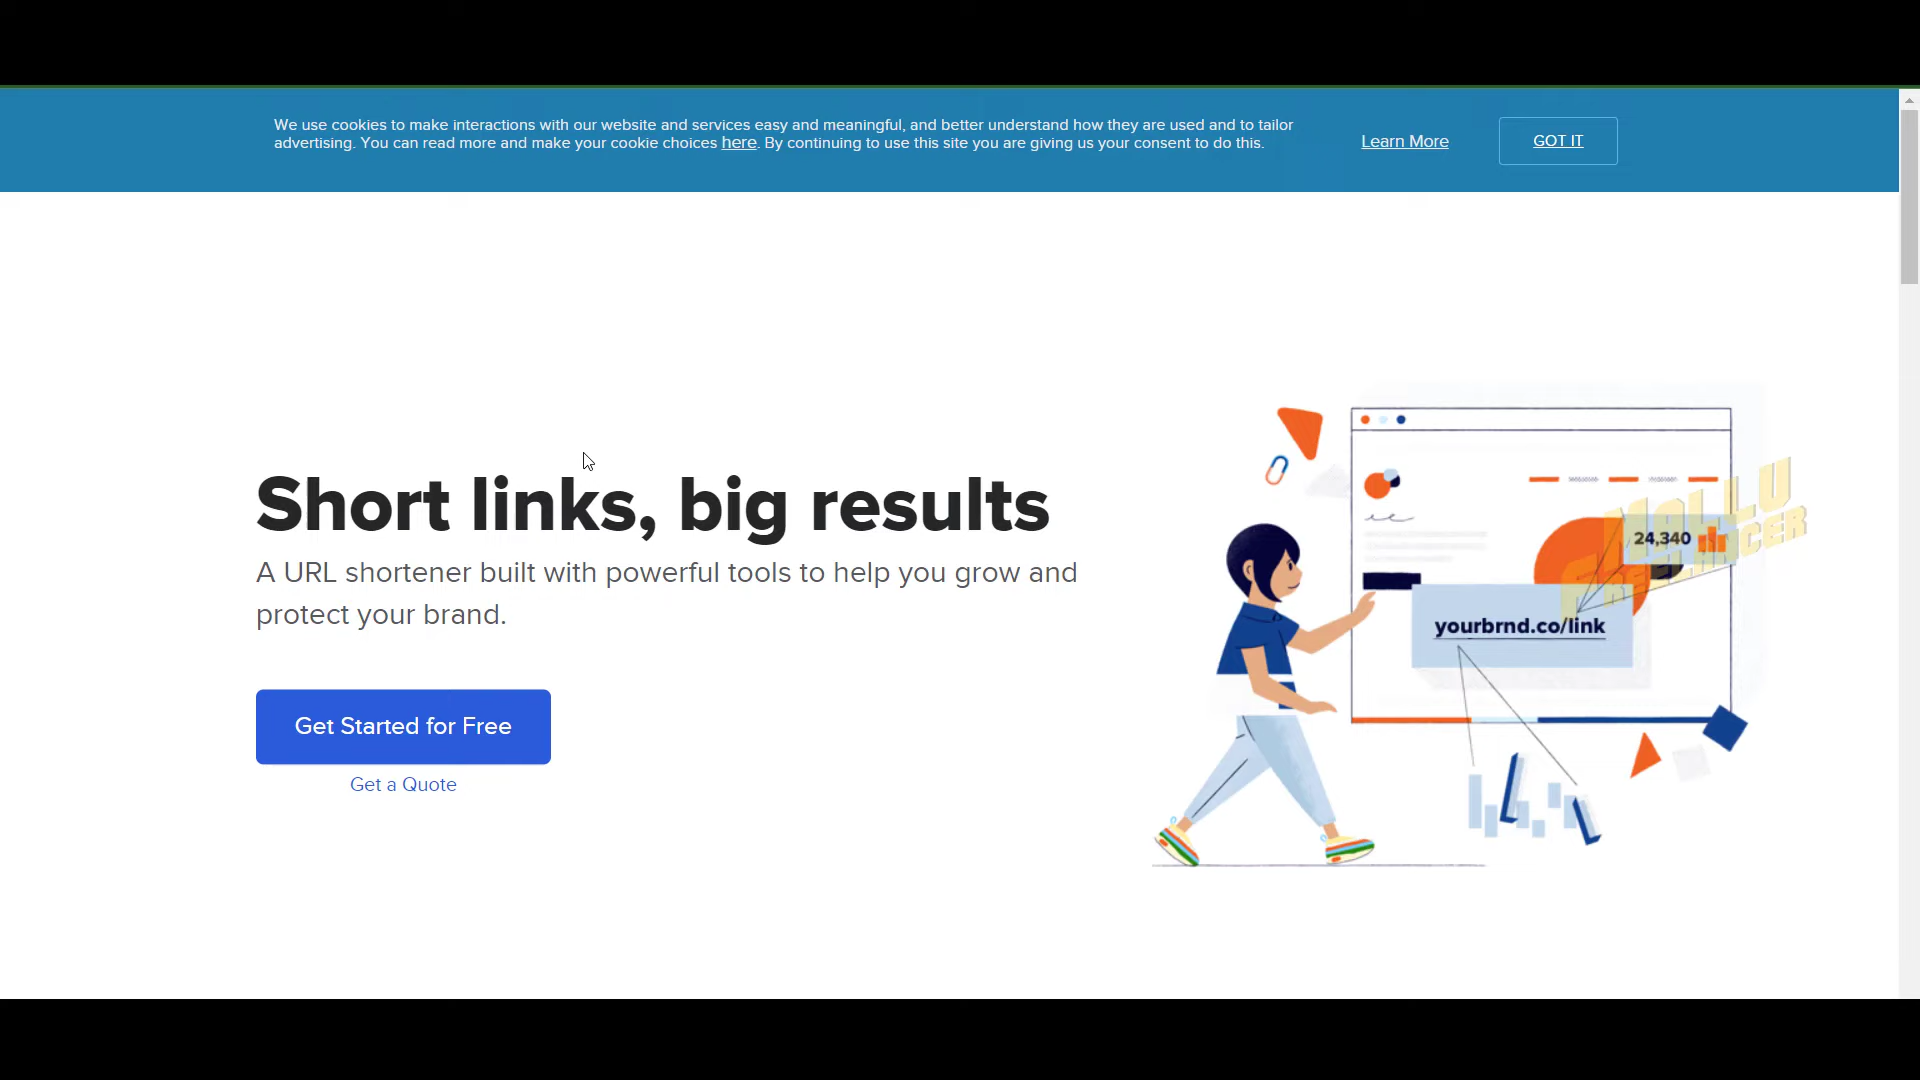 We use cookies to make interactions with our website and services easy and meaningful, and better understand how they are used and to tailor
advertising. You can read more and make your cookie choices here. By continuing to use this site you are giving us your consent to do this.
Learn More
GOT IT
Short links, big results
A URL shortener built with powerful tools to help you grow and
protect your brand.
Get Started for Free
Get a Quote
24,340
yourbrnd.co/link
MALLU
FREELANCER